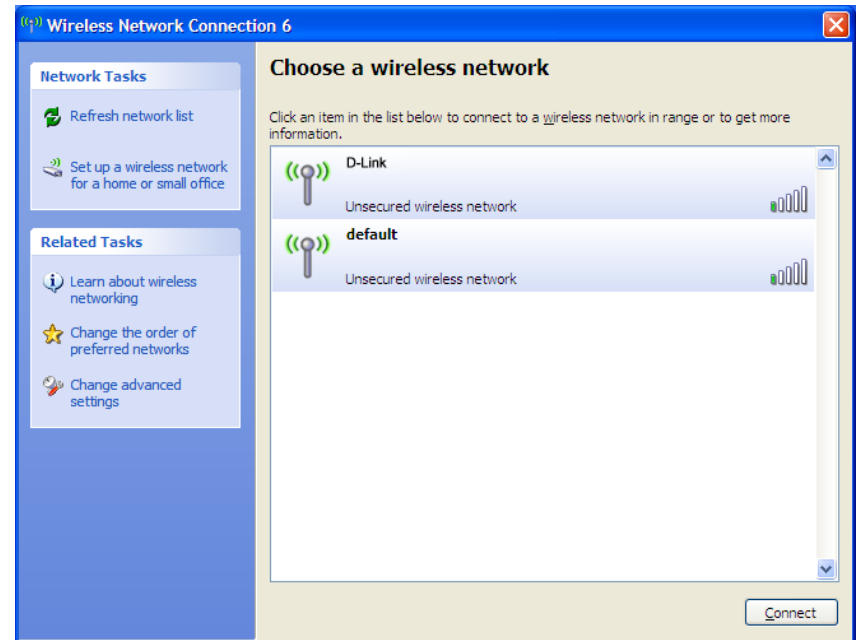 Wireless Network Connection 6
Network Tasks
Refresh network list
Set up a wireless network
for a home or small office
Related Tasks
Learn about wireless
networking
Change the order of
preferred networks
Change advanced
settings
Choose a wireless network
Click an item in the list below to connect to a wireless network in range or to get more
information.
D-Link
Unsecured wireless network
default
Unsecured wireless network
Connect